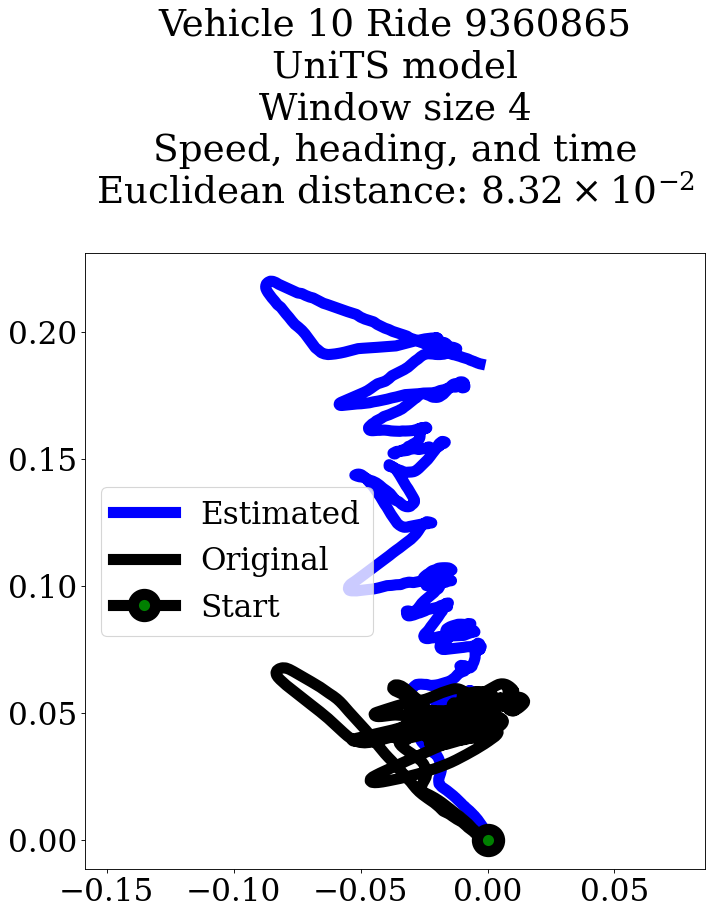 Vehicle 10 Ride 9360865
UniTS model
Window size 4
Speed, heading, and time
Euclidean distance: 8.32 × 10⁻²
0.20
0.15
0.10
0.05
0.00
Estimated
Original
Start
−0.15 −0.10 −0.05 0.00 0.05